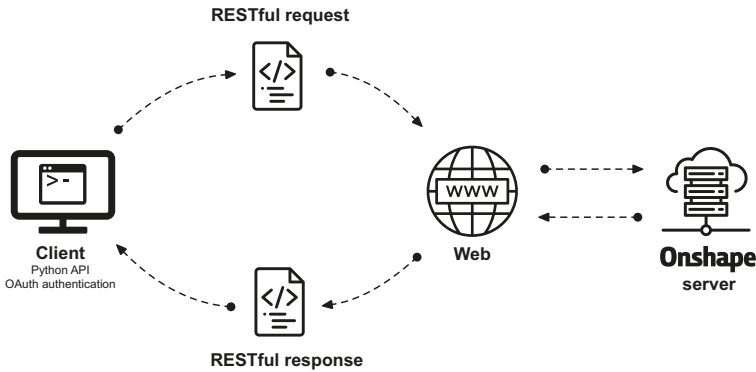 RESTful request
</>
>-
WWW
Client
Python API
OAuth authentication
Web
Onshape
server
</>
RESTful response